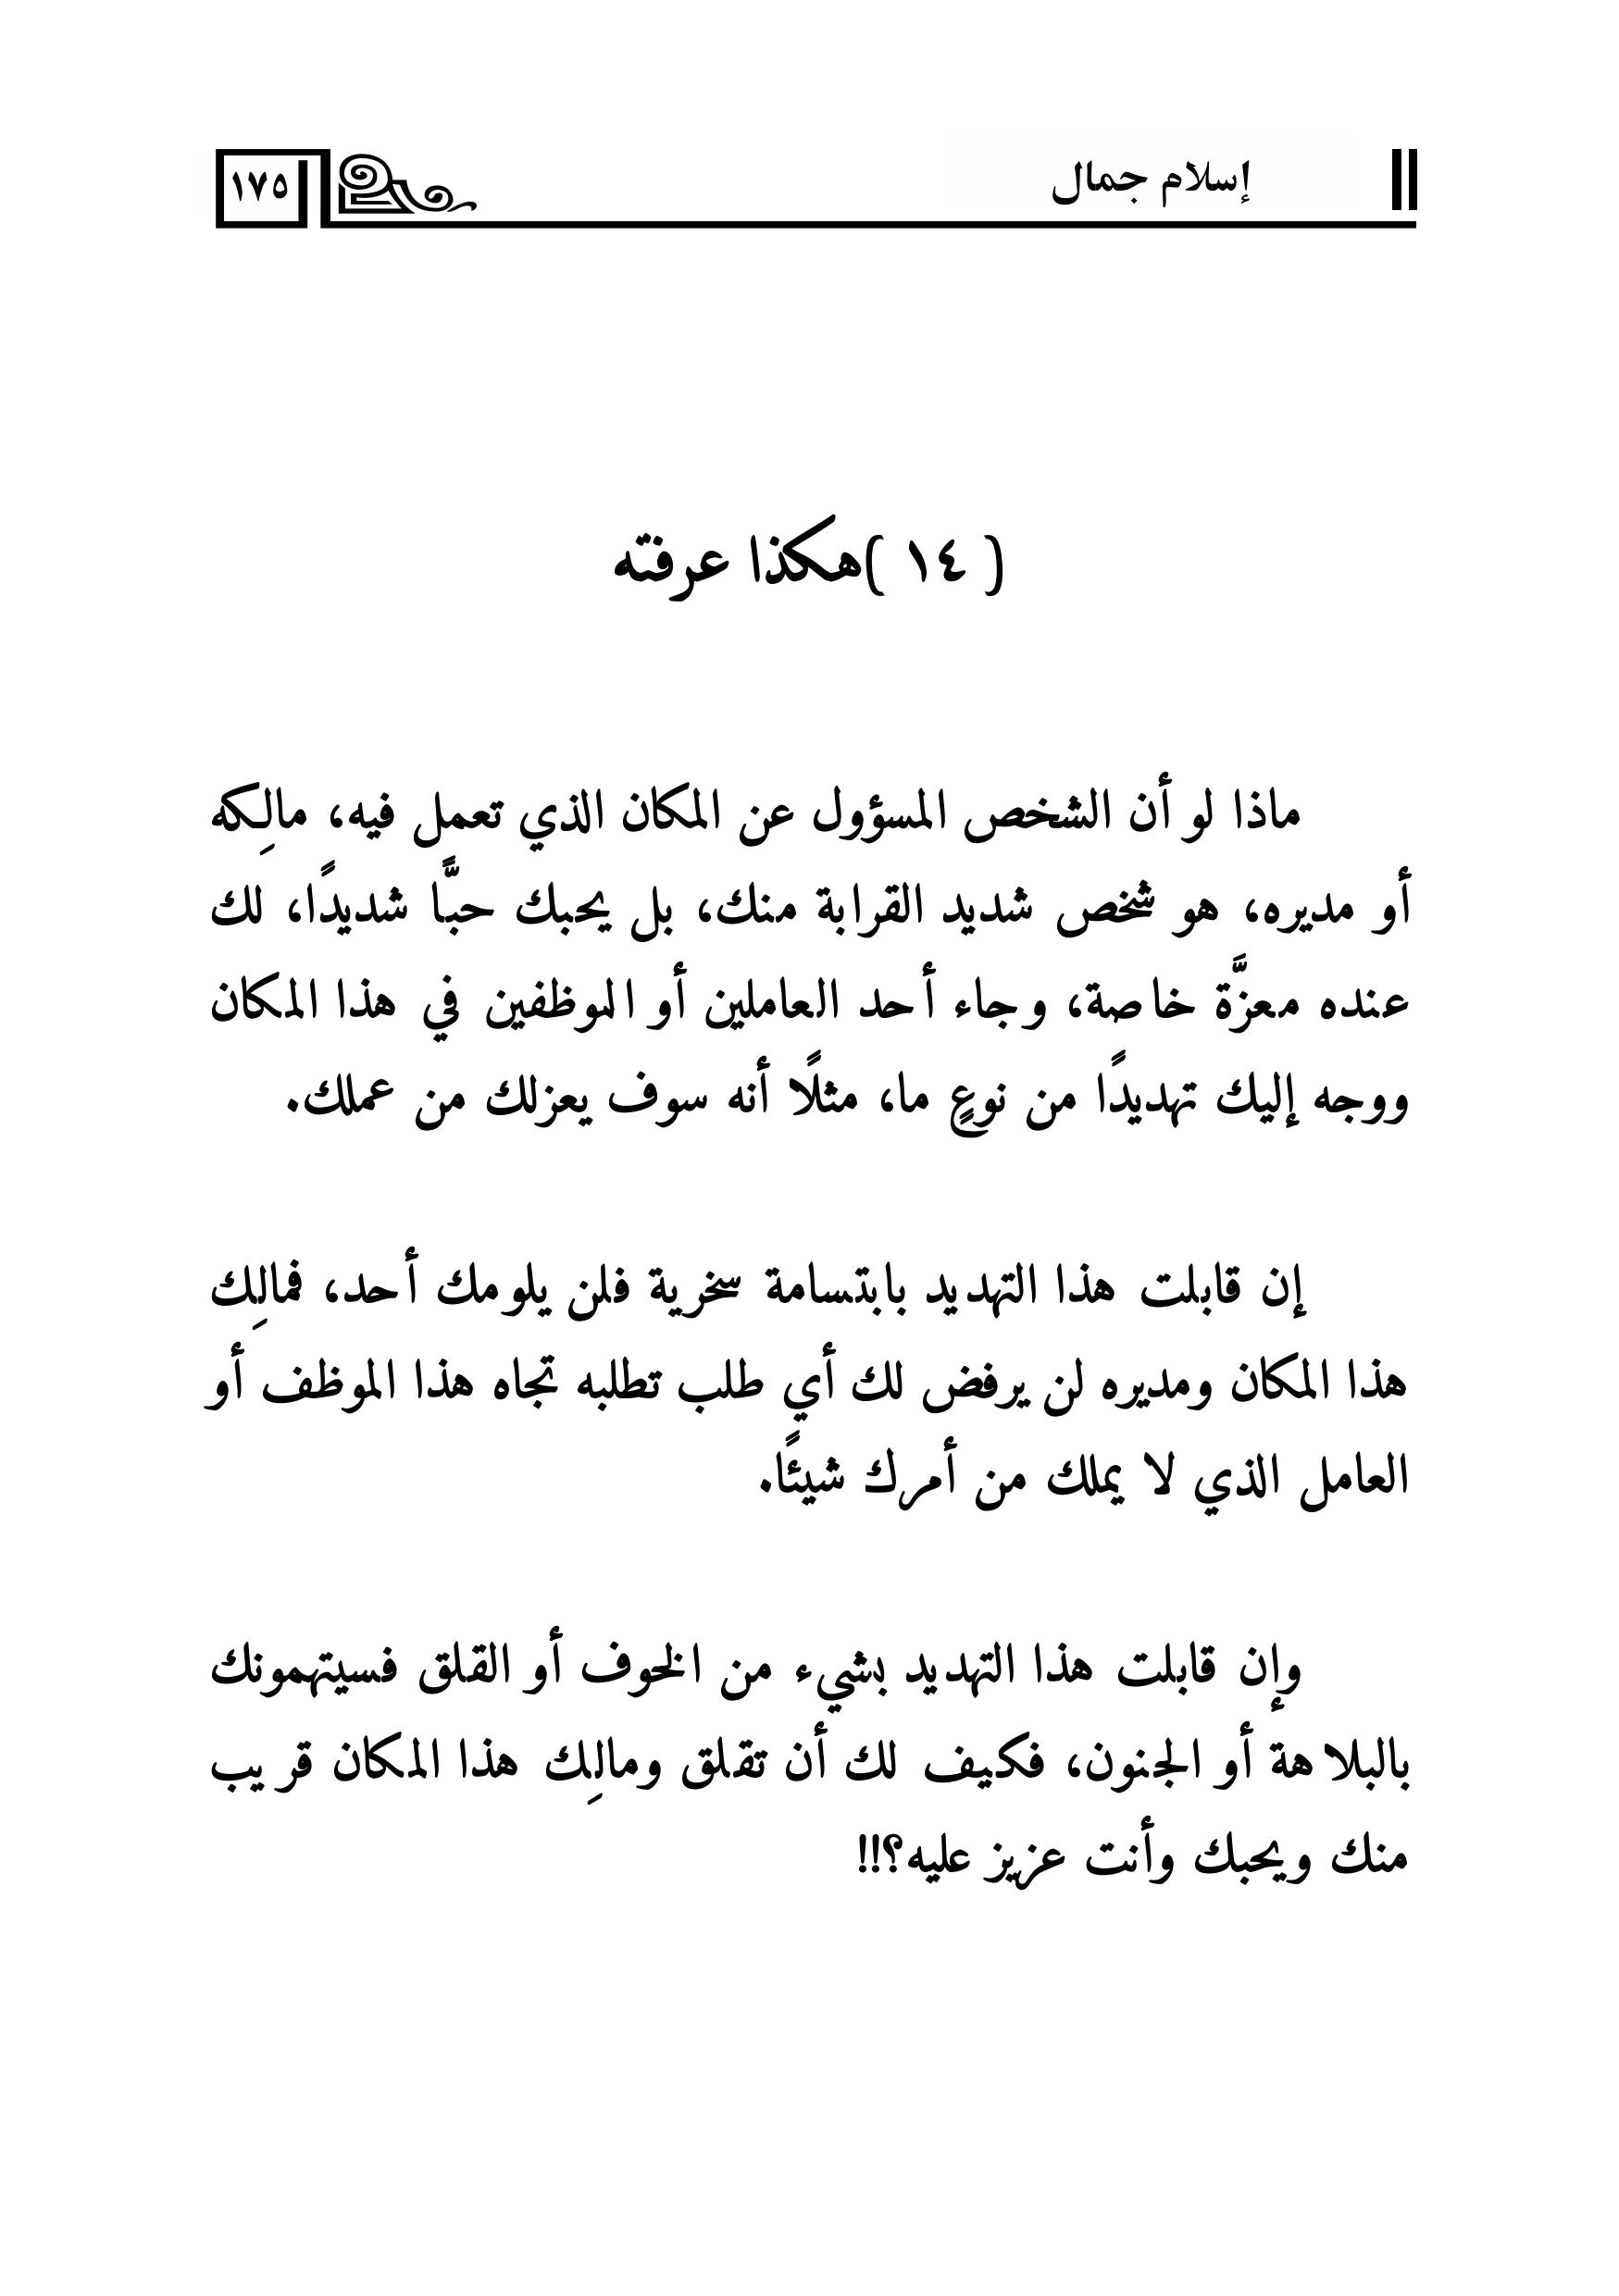 إسلام جمال
١٧٥
( ١٤ )هكذا عرفته
ماذا لو أن الشخص المسؤول عن المكان الذي تعمل فيه، مالِكه
أو مديره، هو شخص شديد القرابة منك، بل يحبك حبًّا شديدًا، لك
عنده معزَّة خاصة، وجاء أحد العاملين أو الموظفين في هذا المكان
ووجه إليك تهديدًا من نوعٍ ما، مثلًا أنه سوف يعزلك من عملك.
إن قابلت هذا التهديد بابتسامة سخرية فلن يلومك أحد، فمالِك
هذا المكان ومديره لن يرفض لك أي طلب تطلبه تجاه هذا الموظف أو
العامل الذي لا يملك من أمرك شيئًا.
وإن قابلت هذا التهديد بشيء من الخوف أو القلق فسيتهمونك
بالبلاهة أو الجنون، فكيف لك أن تقلق ومالِك هذا المكان قريب
منك ويحبك وأنت عزيز عليه؟!!